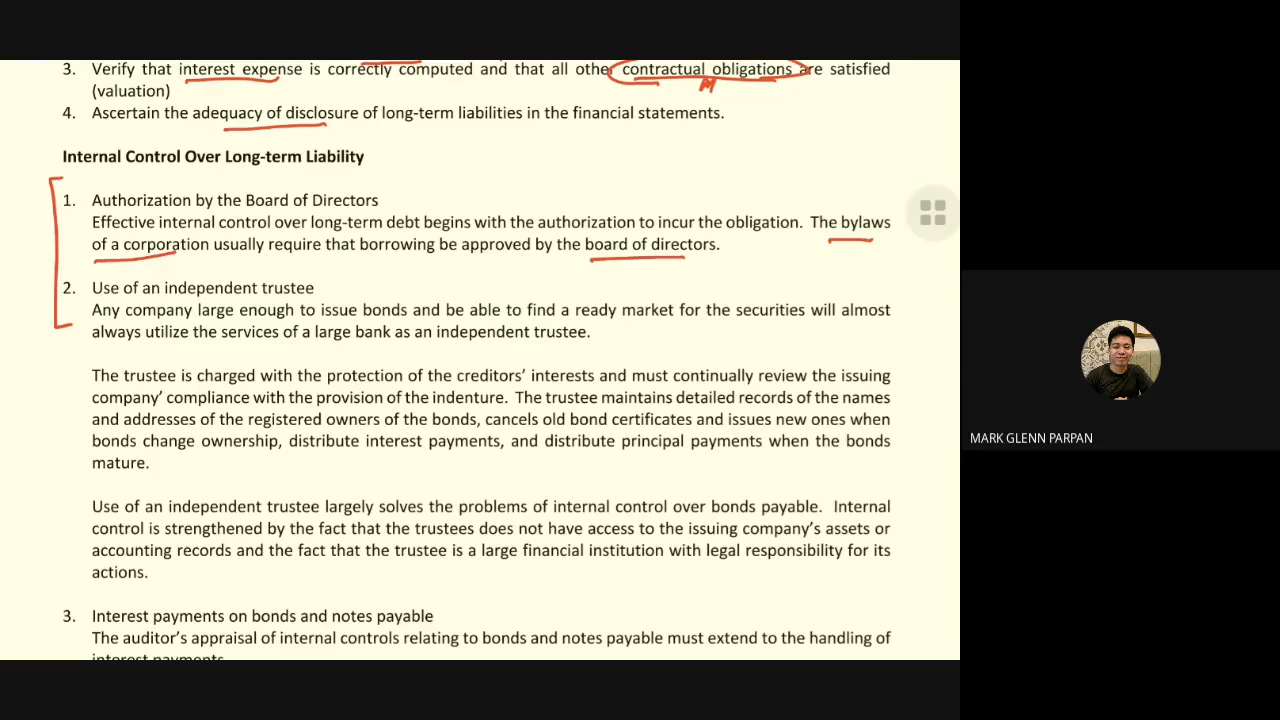 3. Verify that interest expense is correctly computed and that all other contractual obligations are satisfied
(valuation)
4. Ascertain the adequacy of disclosure of long-term liabilities in the financial statements.
Internal Control Over Long-term Liability
1. Authorization by the Board of Directors
Effective internal control over long-term debt begins with the authorization to incur the obligation. The bylaws
of a corporation usually require that borrowing be approved by the board of directors.
2. Use of an independent trustee
Any company large enough to issue bonds and be able to find a ready market for the securities will almost
always utilize the services of a large bank as an independent trustee.
The trustee is charged with the protection of the creditors' interests and must continually review the issuing
company' compliance with the provision of the indenture. The trustee maintains detailed records of the names
and addresses of the registered owners of the bonds, cancels old bond certificates and issues new ones when
bonds change ownership, distribute interest payments, and distribute principal payments when the bonds
mature.
Use of an independent trustee largely solves the problems of internal control over bonds payable. Internal
control is strengthened by the fact that the trustees does not have access to the issuing company's assets or
accounting records and the fact that the trustee is a large financial institution with legal responsibility for its
actions.
3. Interest payments on bonds and notes payable
The auditor's appraisal of internal controls relating to bonds and notes payable must extend to the handling of
interest payments.
MARK GLENN PARPAN